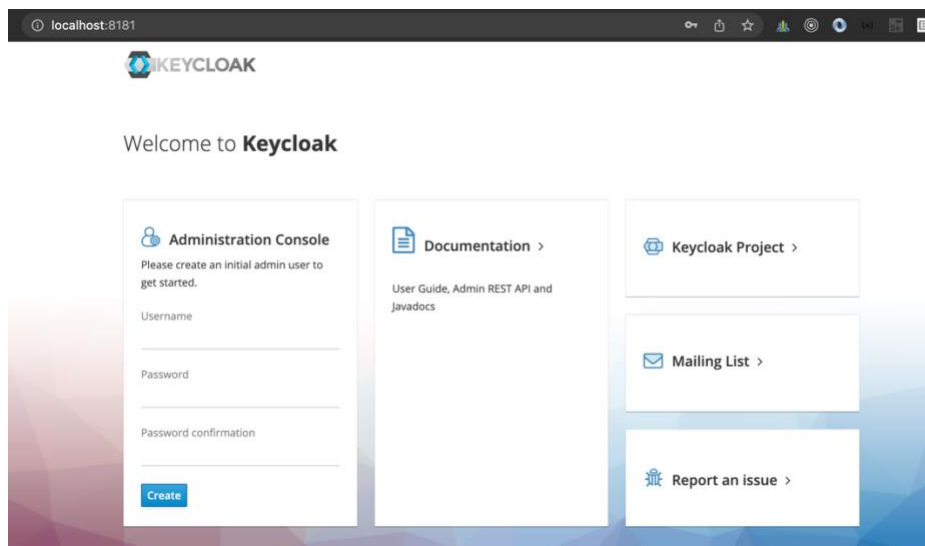 localhost:8181
KEYCLOAK
Welcome to Keycloak
Administration Console
Please create an initial admin user to
get started.
Username
Password
Password confirmation
Create
Documentation >
User Guide, Admin REST API and
Javadocs
Keycloak Project >
Mailing List >
Report an issue >